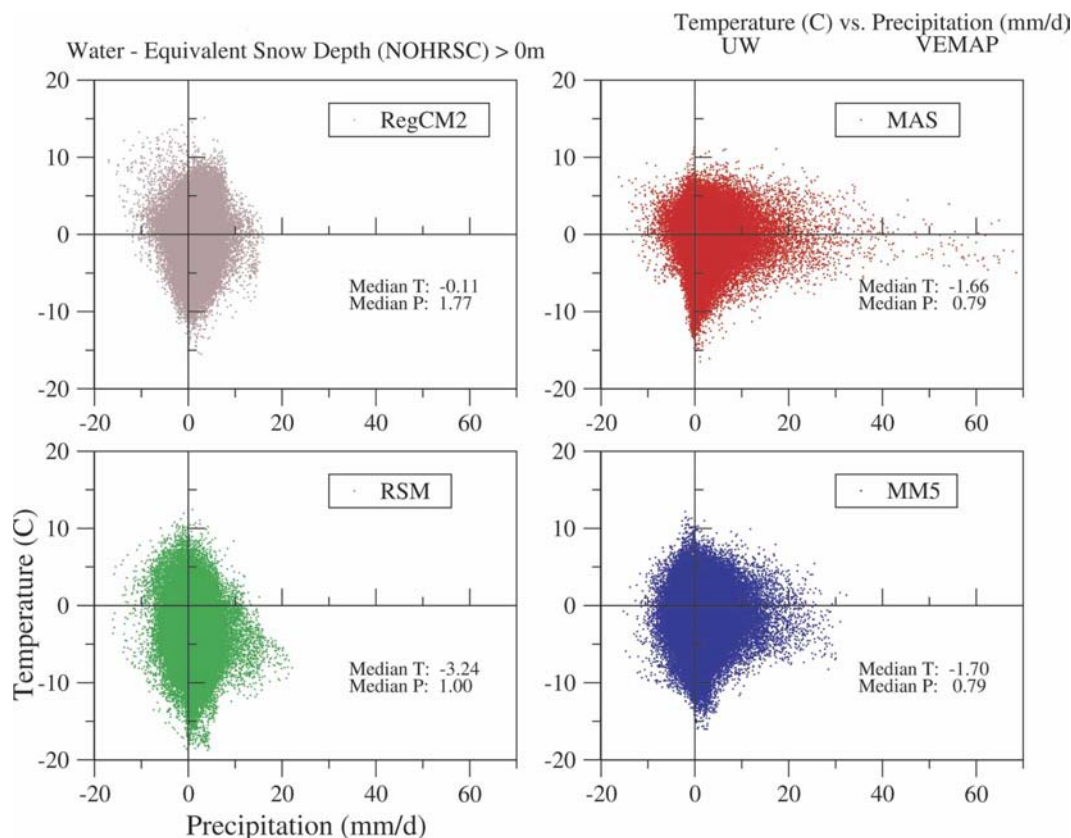 Temperature (C) vs. Precipitation (mm/d)
Water - Equivalent Snow Depth (NOHRSC) > 0m
UW VEMAP
20
10
0
-10
-20
RegCM2
Median T: -0.11
Median P: 1.77
-20 0 20 40 60
20
10
0
-10
-20
MAS
Median T: -1.66
Median P: 0.79
-20 0 20 40 60
20
10
0
-10
-20
RSM
Median T: -3.24
Median P: 1.00
-20 0 20 40 60
20
10
0
-10
-20
MM5
Median T: -1.70
Median P: 0.79
-20 0 20 40 60
Temperature (C)
Precipitation (mm/d)